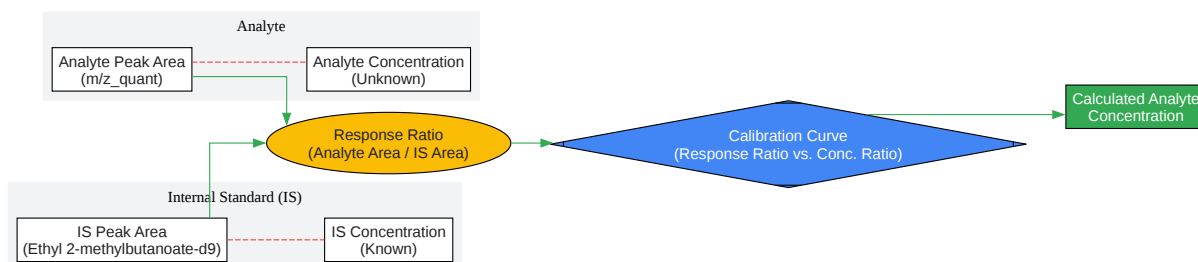 Analyte
Analyte Peak Area
(m/z_quant)
Analyte Concentration
(Unknown)
Response Ratio
(Analyte Area / IS Area)
Calibration Curve
(Response Ratio vs. Conc. Ratio)
Calculated Analyte
Concentration
Internal Standard (IS)
IS Peak Area
(Ethyl 2-methylbutanoate-d9)
IS Concentration
(Known)